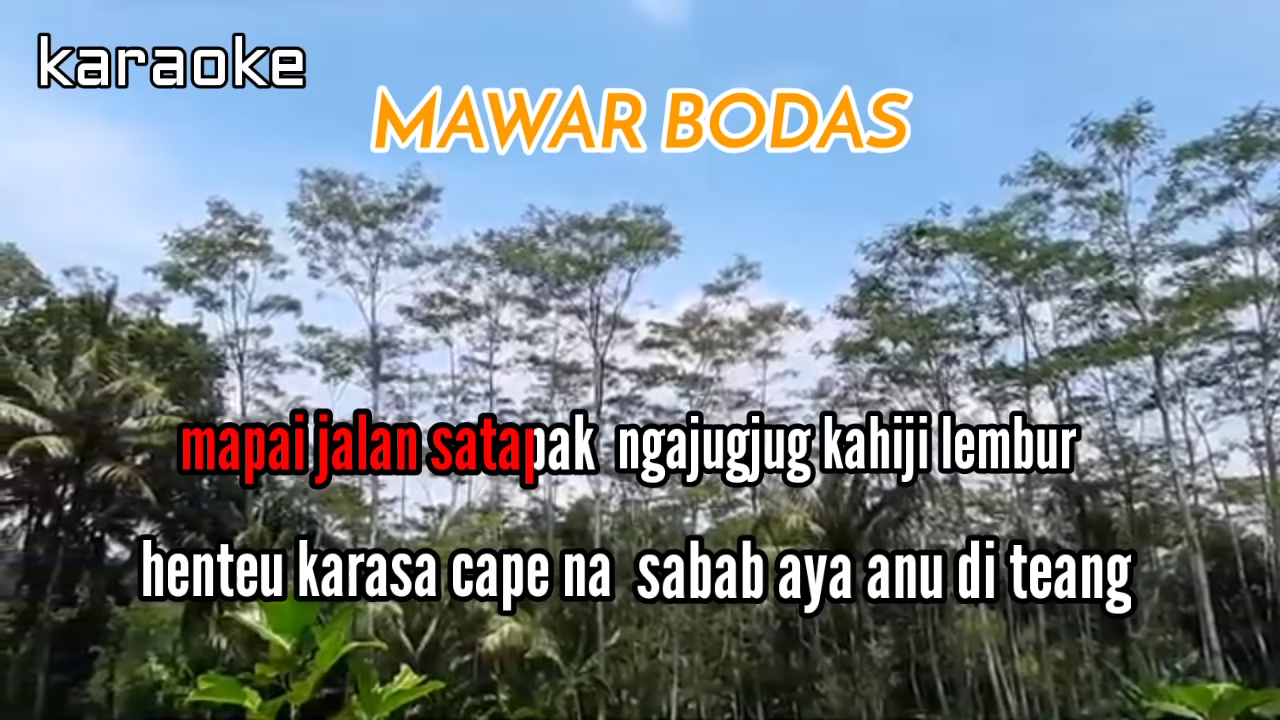 karaoke
MAWAR BODAS
mapai jalan satapak ngajugjug kahiji lembur
henteu karasa cape na sabab aya anu di teang